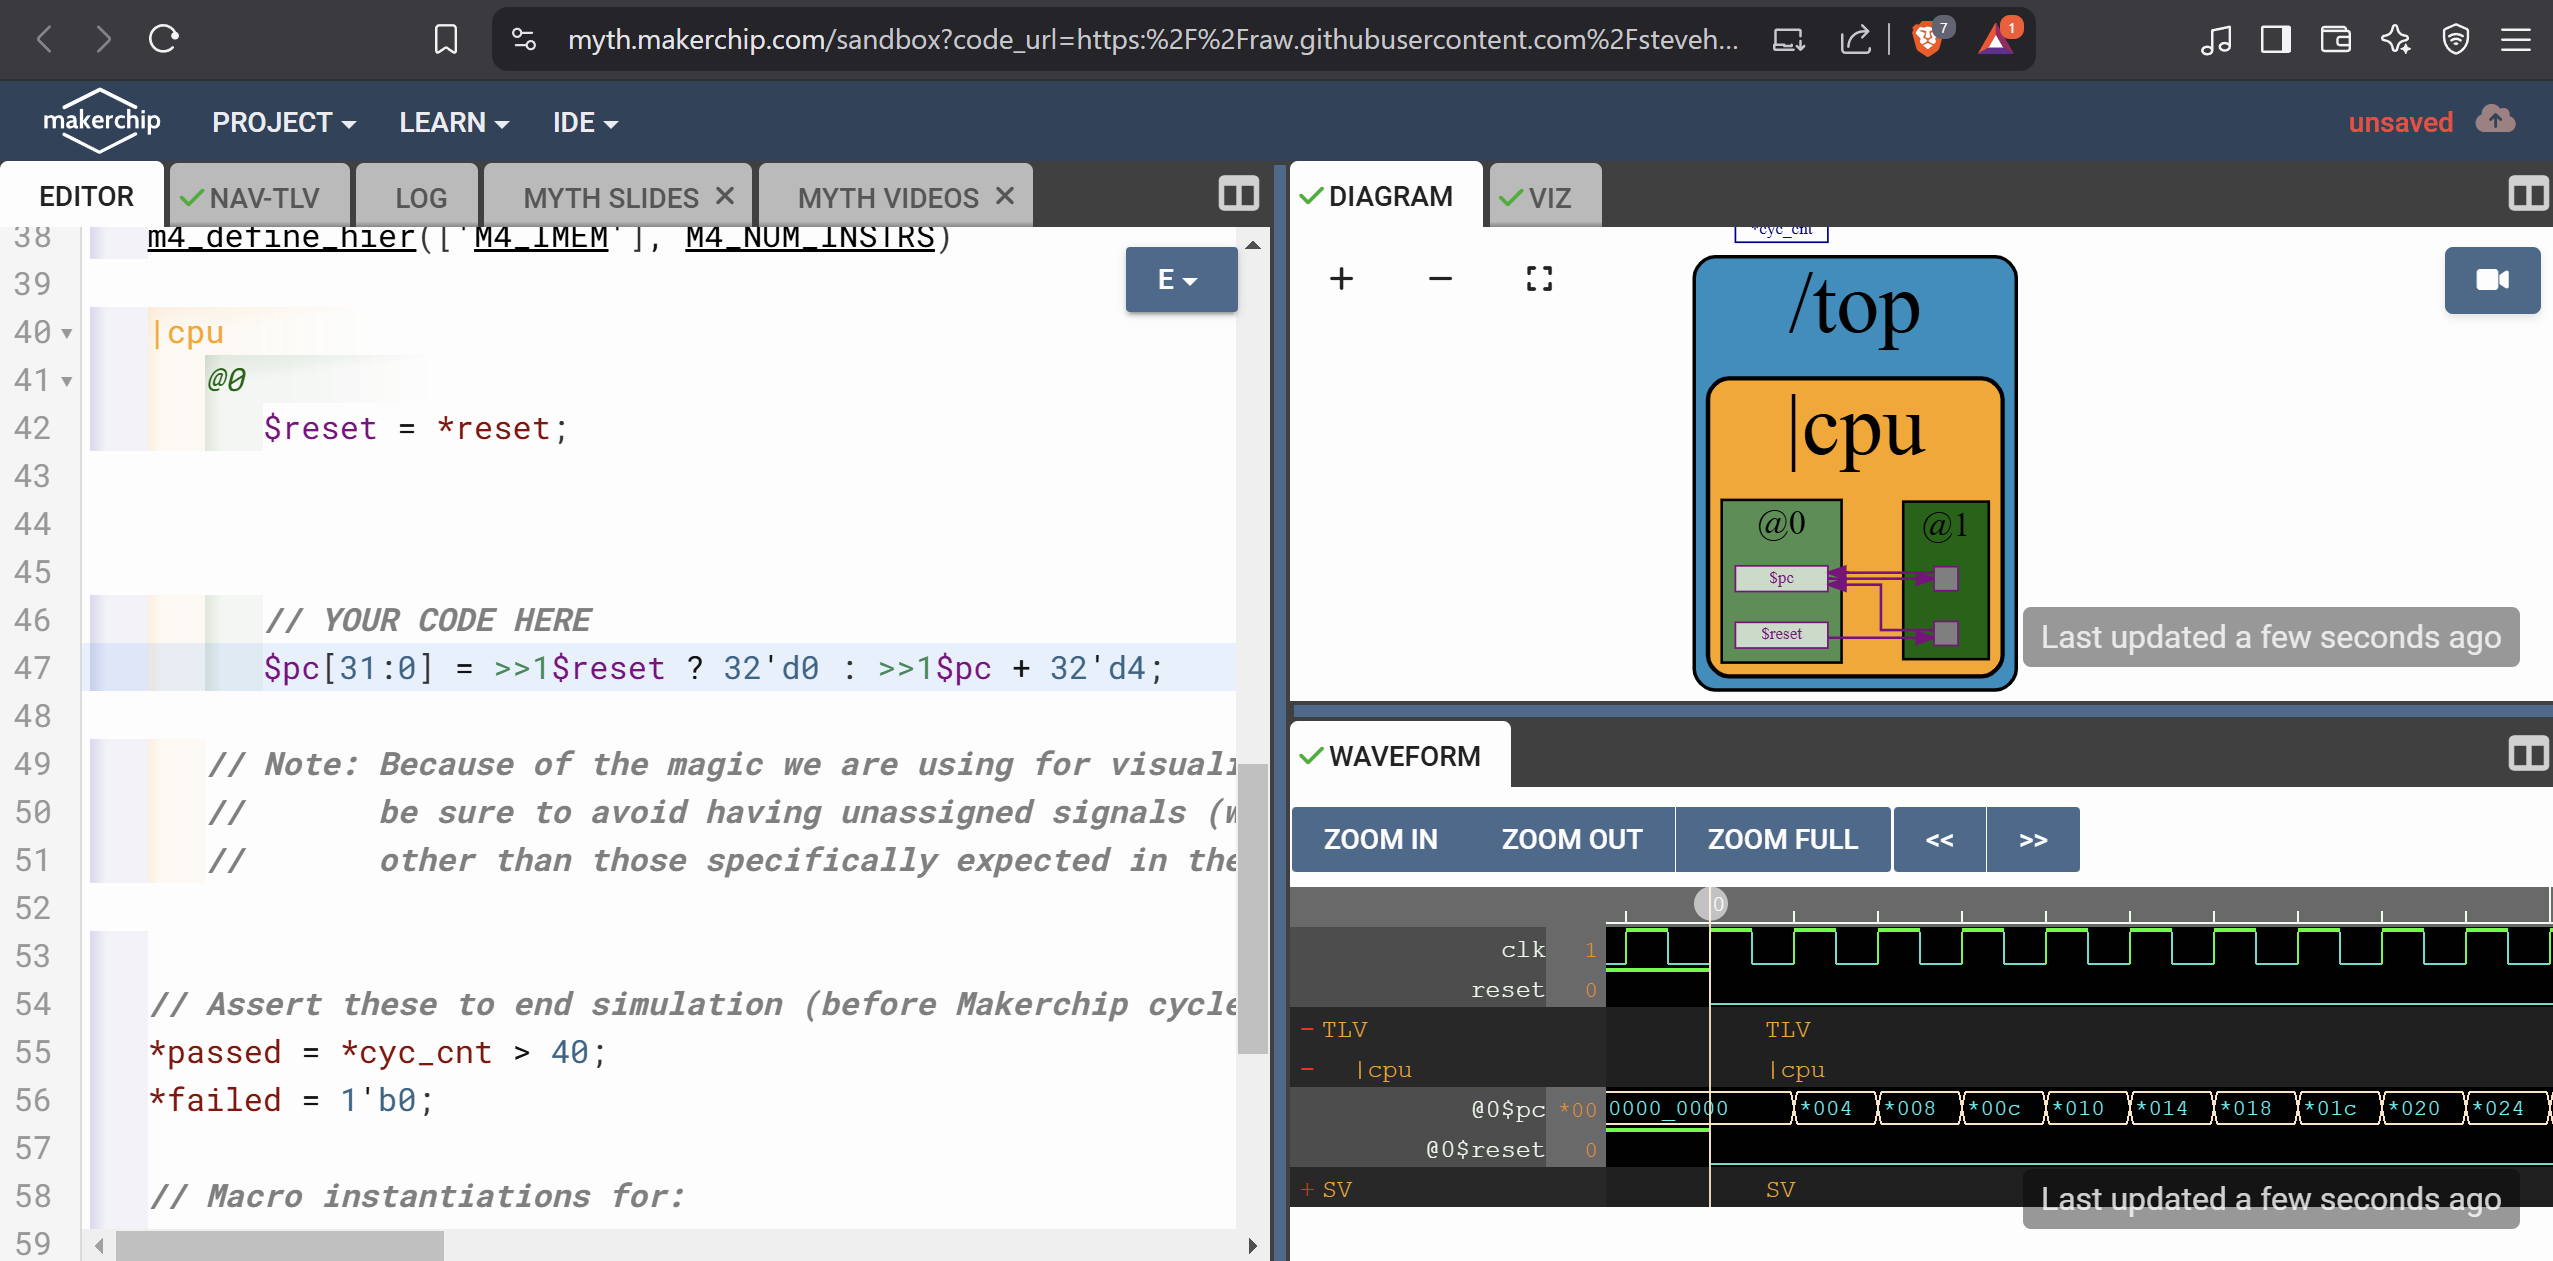 myth.makerchip.com/sandbox?code_url=https:%2F%2Fraw.githubusercontent.com%2Fsteveh...
7
1
makerchip
PROJECT
LEARN
IDE
unsaved
EDITOR
NAV-TLV
LOG
MYTH SLIDES
MYTH VIDEOS
38 m4_define_hier(['M4_IMEM'], M4_NUM_INSTRS)
E
39
40 |cpu
41 @0
42 $reset = *reset;
43
44
45
46 // YOUR CODE HERE
47 $pc[31:0] = >>1$reset ? 32'd0 : >>1$pc + 32'd4;
48
49 // Note: Because of the magic we are using for visuali
50 // be sure to avoid having unassigned signals (w
51 // other than those specifically expected in the
52
53
54 // Assert these to end simulation (before Makerchip cycle
55 *passed = *cyc_cnt > 40;
56 *failed = 1'b0;
57
58 // Macro instantiations for:
59
DIAGRAM
VIZ
*cyc_cnt
/top
|cpu
@0
@1
$pc
$reset
Last updated a few seconds ago
WAVEFORM
ZOOM IN
ZOOM OUT
ZOOM FULL
<<
>>
0
clk 1
reset 0
- TLV TLV
- |cpu |cpu
@0$pc *00 0000_0000 *004 *008 *00c *010 *014 *018 *01c *020 *024
@0$reset 0
+ SV SV
Last updated a few seconds ago